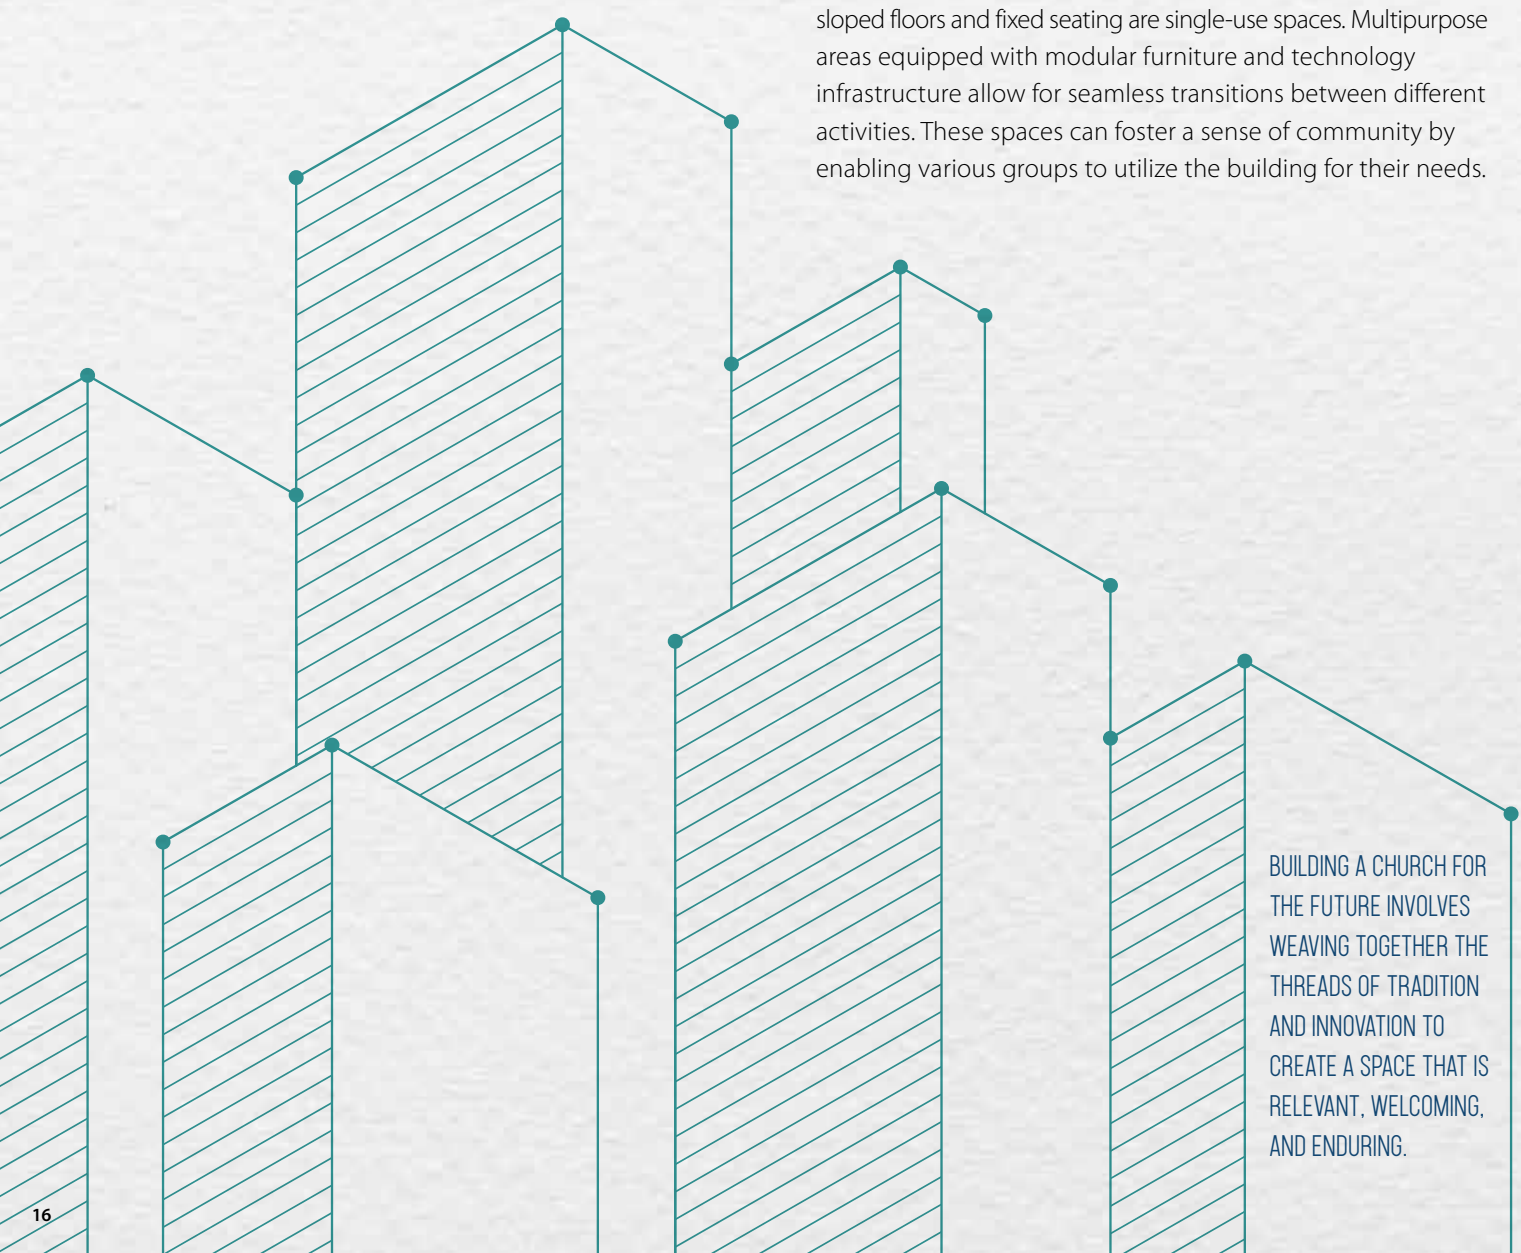 sloped floors and fixed seating are single-use spaces. Multipurpose
areas equipped with modular furniture and technology
infrastructure allow for seamless transitions between different
activities. These spaces can foster a sense of community by
enabling various groups to utilize the building for their needs.
BUILDING A CHURCH FOR
THE FUTURE INVOLVES
WEAVING TOGETHER THE
THREADS OF TRADITION
AND INNOVATION TO
CREATE A SPACE THAT IS
RELEVANT, WELCOMING,
AND ENDURING.
16